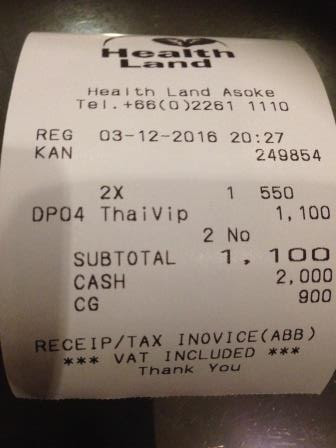 Health
Land
Health Land Asoke
Tel.+66(0)2261 1110
REG 03-12-2016 20:27
KAN 249854
2X 1 550
DP04 ThaiVip 1,100
2 No
SUBTOTAL 1,100
CASH 2,000
CG 900
RECEIP/TAX INOVICE(ABB)
*** VAT INCLUDED ***
Thank You